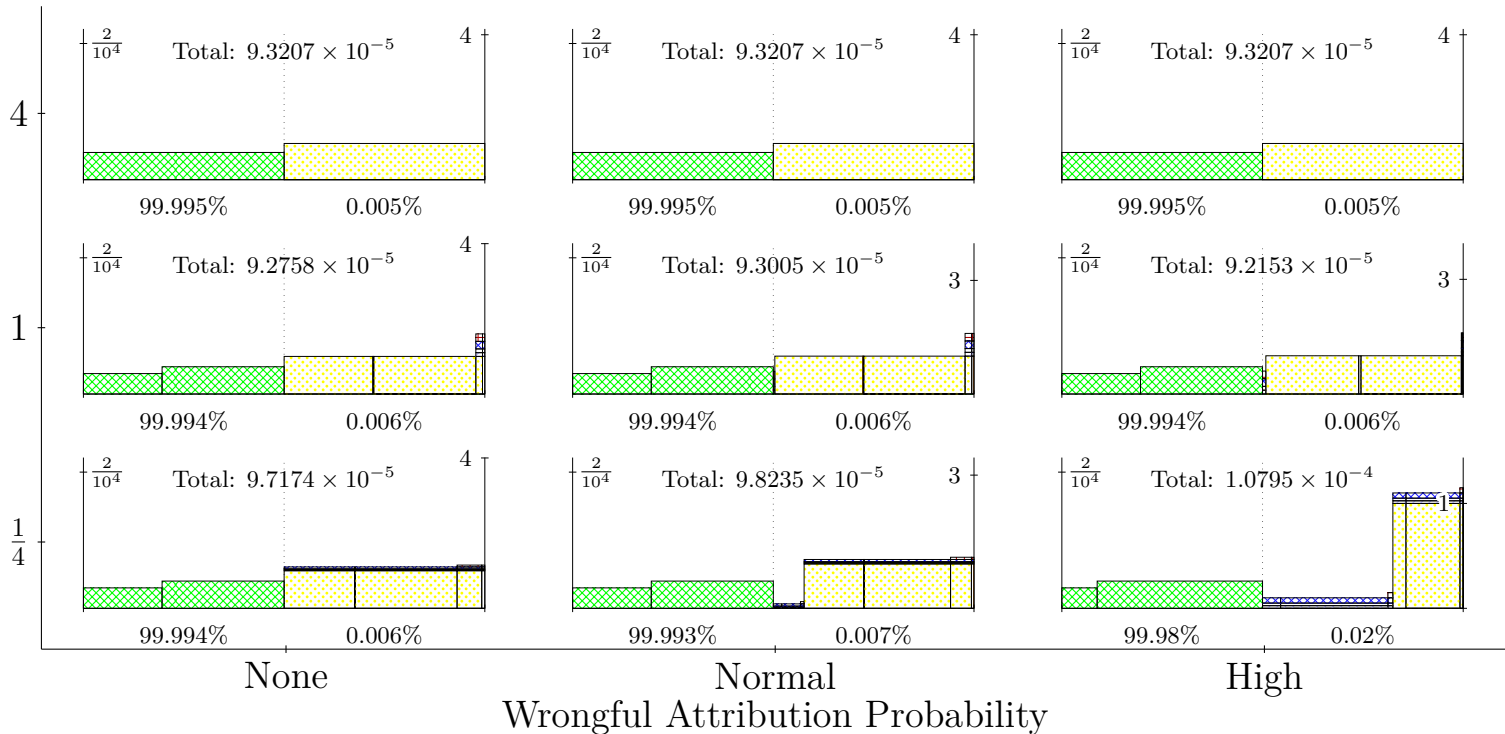 2/10^4 Total: 9.3207 × 10^−5 4 2/10^4 Total: 9.3207 × 10^−5 4 2/10^4 Total: 9.3207 × 10^−5 4
4
99.995% 0.005% 99.995% 0.005% 99.995% 0.005%
2/10^4 Total: 9.2758 × 10^−5 4 2/10^4 Total: 9.3005 × 10^−5 3 2/10^4 Total: 9.2153 × 10^−5 3
1
99.994% 0.006% 99.994% 0.006% 99.994% 0.006%
2/10^4 Total: 9.7174 × 10^−5 4 2/10^4 Total: 9.8235 × 10^−5 3 2/10^4 Total: 1.0795 × 10^−4 1
1/4
99.994% 0.006% 99.993% 0.007% 99.98% 0.02%
None Normal High
Wrongful Attribution Probability